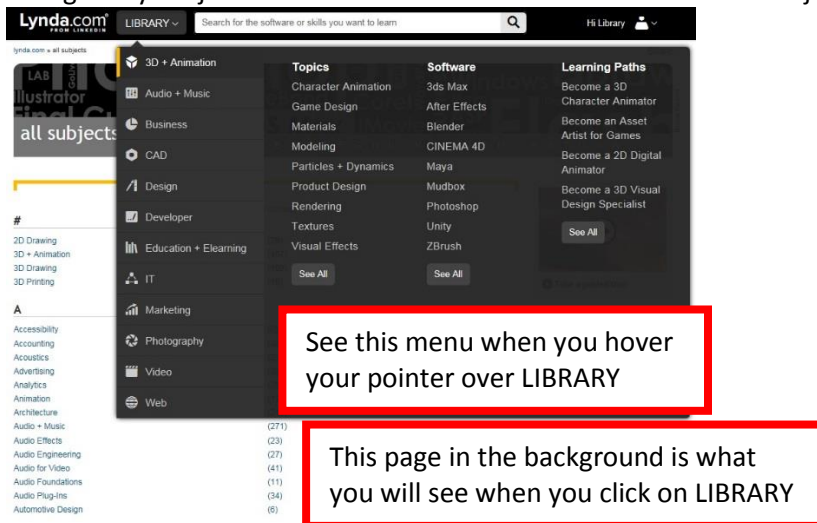 Lynda.com
FROM LINKEDIN
LIBRARY
Search for the software or skills you want to learn
Hi Library
lynda.com » all subjects
LAB
Illustrator
all subjects
#
2D Drawing
3D + Animation
3D Drawing
3D Printing
A
Accessibility
Accounting
Acoustics
Advertising
Analytics
Animation
Architecture
Audio + Music (271)
Audio Effects (23)
Audio Engineering (27)
Audio for Video (41)
Audio Foundations (11)
Audio Plug-Ins (34)
Automotive Design (6)
3D + Animation
Audio + Music
Business
CAD
Design
Developer
Education + Elearning
IT
Marketing
Photography
Video
Web
Topics
Character Animation
Game Design
Materials
Modeling
Particles + Dynamics
Product Design
Rendering
Textures
Visual Effects
See All
Software
3ds Max
After Effects
Blender
CINEMA 4D
Maya
Mudbox
Photoshop
Unity
ZBrush
See All
Learning Paths
Become a 3D
Character Animator
Become an Asset
Artist for Games
Become a 2D Digital
Animator
Become a 3D Visual
Design Specialist
See All
See this menu when you hover
your pointer over LIBRARY
This page in the background is what
you will see when you click on LIBRARY